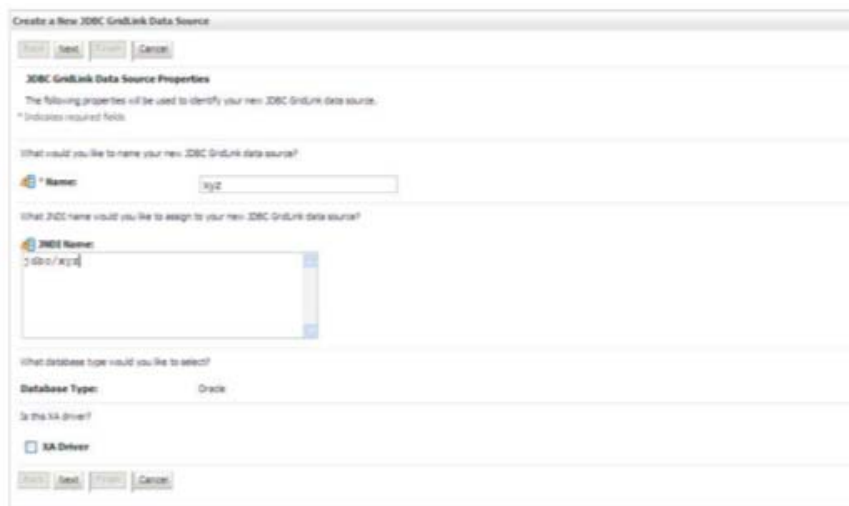 Create a New JDBC GridLink Data Source
Back Next Finish Cancel
JDBC GridLink Data Source Properties
The following properties will be used to identify your new JDBC GridLink data source.
* Indicates required fields
What would you like to name your new JDBC GridLink data source?
* Name: xyz
What JNDI name would you like to assign to your new JDBC GridLink data source?
JNDI Name:
jdbc/xyz
What database type would you like to select?
Database Type: Oracle
Is this XA driver?
XA Driver
Back Next Finish Cancel